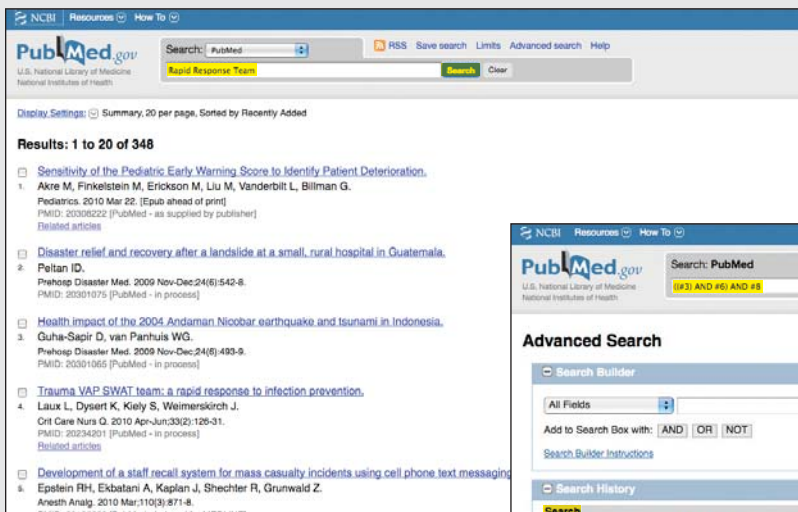 NCBI Resources How To
PubMed.gov
U.S. National Library of Medicine
National Institutes of Health
Search: PubMed
RSS Save search Limits Advanced search Help
Rapid Response Team
Search Clear
Display Settings: Summary, 20 per page, Sorted by Recently Added
Results: 1 to 20 of 348
Sensitivity of the Pediatric Early Warning Score to Identify Patient Deterioration.
1. Akre M, Finkelstein M, Erickson M, Liu M, Vanderbilt L, Billman G.
Pediatrics. 2010 Mar 22. [Epub ahead of print]
PMID: 20308222 [PubMed - as supplied by publisher]
Related articles
Disaster relief and recovery after a landslide at a small, rural hospital in Guatemala.
2. Peltan ID.
Prehosp Disaster Med. 2009 Nov-Dec;24(6):542-8.
PMID: 20301075 [PubMed - in process]
Health impact of the 2004 Andaman Nicobar earthquake and tsunami in Indonesia.
3. Guha-Sapir D, van Panhuis WG.
Prehosp Disaster Med. 2009 Nov-Dec;24(6):493-9.
PMID: 20301065 [PubMed - in process]
Trauma VAP SWAT team: a rapid response to infection prevention.
4. Laux L, Dysert K, Kiely S, Weimerskirch J.
Crit Care Nurs Q. 2010 Apr-Jun;33(2):126-31.
PMID: 20234201 [PubMed - in process]
Related articles
Development of a staff recall system for mass casualty incidents using cell phone text messaging
5. Epstein RH, Ekbatani A, Kaplan J, Shechter R, Grunwald Z.
Anesth Analg. 2010 Mar;110(3):871-8.
NCBI Resources How To
PubMed.gov
U.S. National Library of Medicine
National Institutes of Health
Search: PubMed
((#3) AND #6) AND #8
Advanced Search
Search Builder
All Fields
Add to Search Box with: AND OR NOT
Search Builder Instructions
Search History
Search